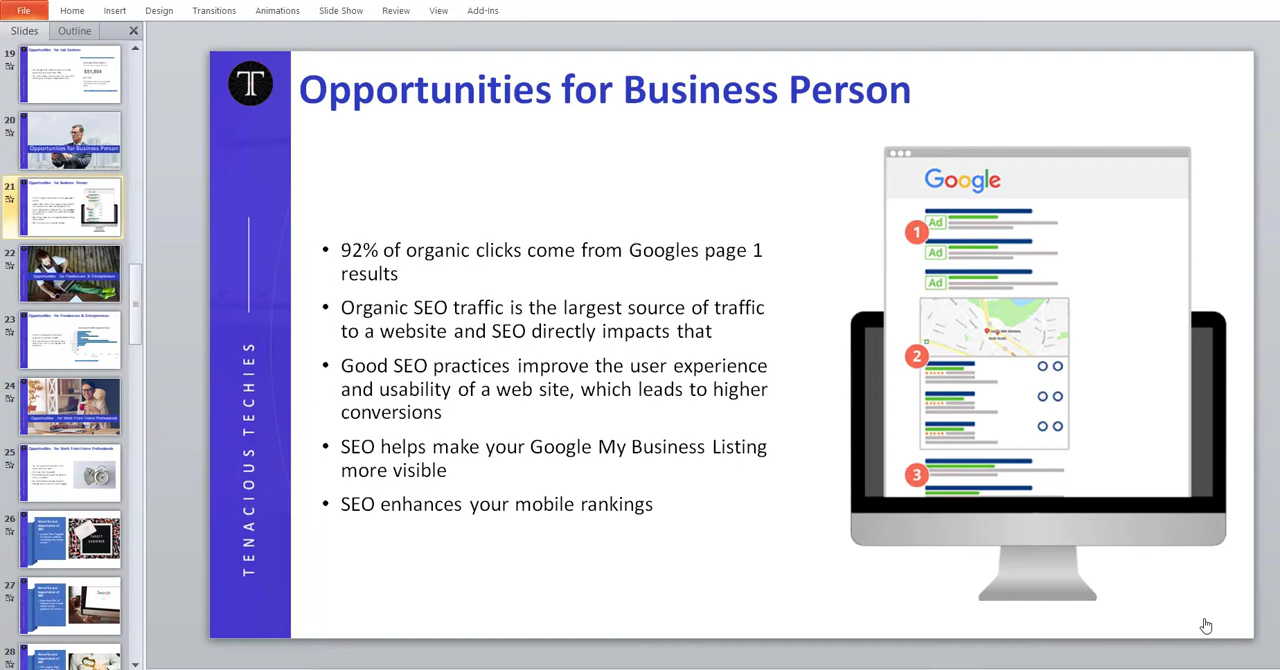 File Home Insert Design Transitions Animations Slide Show Review View Add-Ins
Slides Outline
19
20
Opportunities for Business Person
21
22
23
24
25
26
27
28
T
Opportunities for Business Person
TENACIOUS TECHIES
• 92% of organic clicks come from Googles page 1
results
• Organic SEO traffic is the largest source of traffic
to a website and SEO directly impacts that
• Good SEO practices improve the user experience
and usability of a web site, which leads to higher
conversions
• SEO helps make your Google My Business Listing
more visible
• SEO enhances your mobile rankings
Google
1
Ad
Ad
Ad
2
3